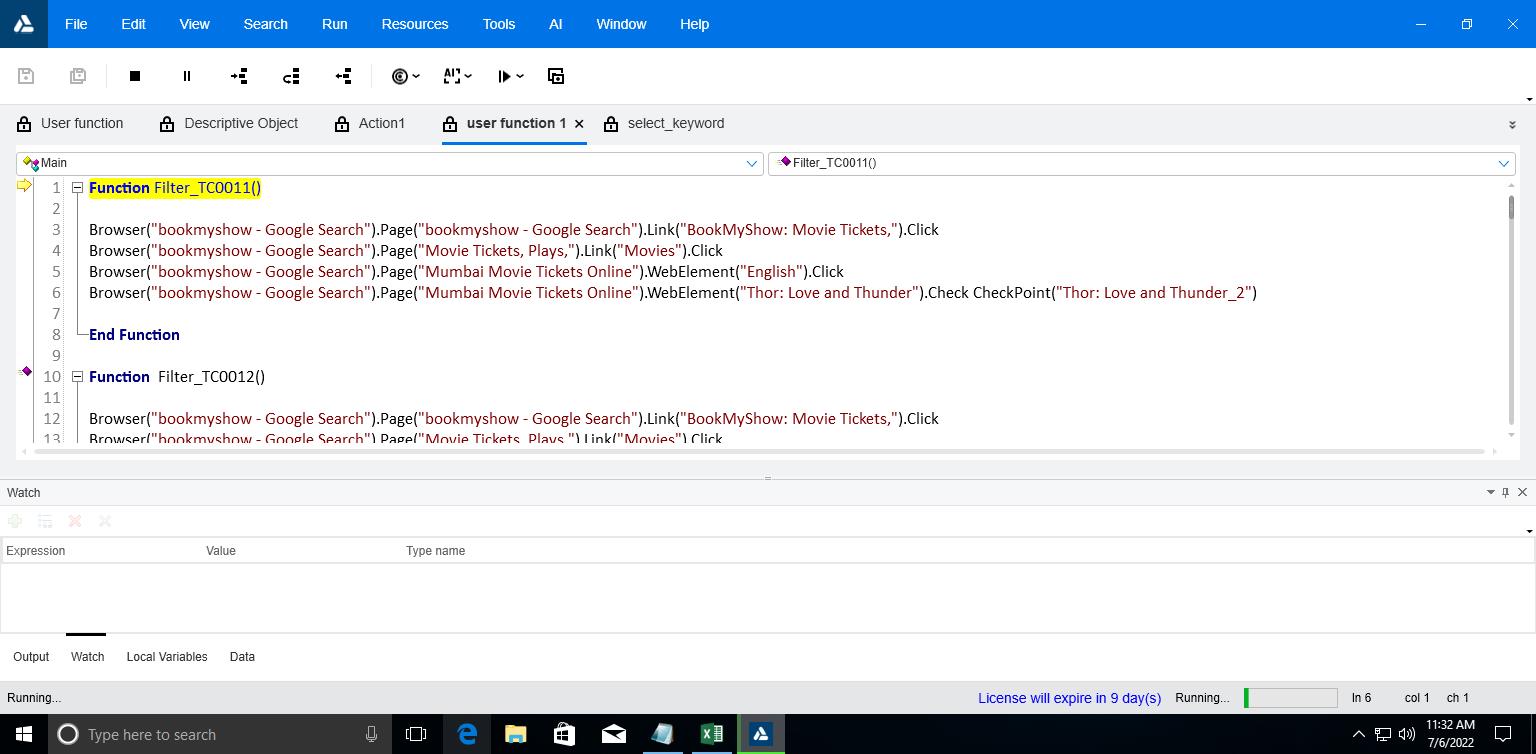 File Edit View Search Run Resources Tools AI Window Help
AI
User function Descriptive Object Action1 user function 1 select_keyword
Main Filter_TC0011()
1 Function Filter_TC0011()
2
3 Browser("bookmyshow - Google Search").Page("bookmyshow - Google Search").Link("BookMyShow: Movie Tickets,").Click
4 Browser("bookmyshow - Google Search").Page("Movie Tickets, Plays,").Link("Movies").Click
5 Browser("bookmyshow - Google Search").Page("Mumbai Movie Tickets Online").WebElement("English").Click
6 Browser("bookmyshow - Google Search").Page("Mumbai Movie Tickets Online").WebElement("Thor: Love and Thunder").Check CheckPoint("Thor: Love and Thunder_2")
7
8 End Function
9
10 Function  Filter_TC0012()
11
12 Browser("bookmyshow - Google Search").Page("bookmyshow - Google Search").Link("BookMyShow: Movie Tickets,").Click
13 Browser("bookmyshow - Google Search").Page("Movie Tickets, Plays,").Link("Movies").Click
Watch
Expression Value Type name
Output Watch Local Variables Data
Running... License will expire in 9 day(s) Running... ln 6 col 1 ch 1
Type here to search
11:32 AM
7/6/2022